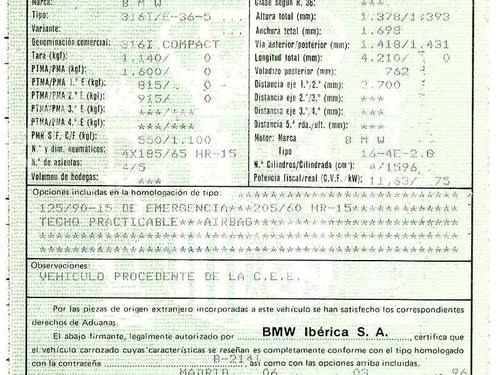 Marca: B M W Clase según R. 36: ***
Tipo: 316I/E-36-5 Altura total (mm): 1.378/1.393
Variante: Anchura total (mm): 1.698
Denominación comercial: 316I COMPACT Vía anterior/posterior (mm): 1.418/1.431
Tara (kgf): 1.140/ 0 Longitud total (mm): 4.210/ 0
PTMA/PMA (kgf): 1.600/ 0 Voladizo posterior (mm): 762
PTMA/PMA 1.º E (kgf): 815/ 0 Distancia eje 1.º/2.º (mm): 2.700
PTMA/PMA 2.º E (kgf): 915/ 0 Distancia eje 2.º/3.º (mm): ***
PTMA/PMA 3.º E (kgf): ***/*** Distancia eje 3.º/4.º (mm): ***
PTMA/PMA 4.º E (kgf): ***/*** Distancia 5.ª rda./ult. (mm): ***
PMR S/F, C/F (kgf): 550/1.100 Motor: Marca B M W
N.º y dim. neumáticos: 4X185/65 HR-15 Tipo 16-4E-2.0
N.º de asientos: 4/5 N.º Cilindros/Cilindrada (cm³) 4/1596
Volumen de bodegas: *** Potencia fiscal/real (C.V.F./kW): 11,63/ 75
Opciones incluidas en la homologación de tipo:
125/90-15 DE EMERGENCIA***205/60 HR-15
TECHO PRACTICABLE***AIRBAG
Observaciones:
VEHICULO PROCEDENTE DE LA C.E.E.
Por las piezas de origen extranjero incorporadas a este vehículo se han satisfecho los correspondientes
derechos de Aduanas.
El abajo firmante, legalmente autorizado por BMW Ibérica S. A., certifica que
el vehículo carrozado cuyas características se reseñan es completamente conforme con el tipo homologado
con la contraseña B-2141 así como con las opciones arriba incluidas.
MADRID 06 03 96